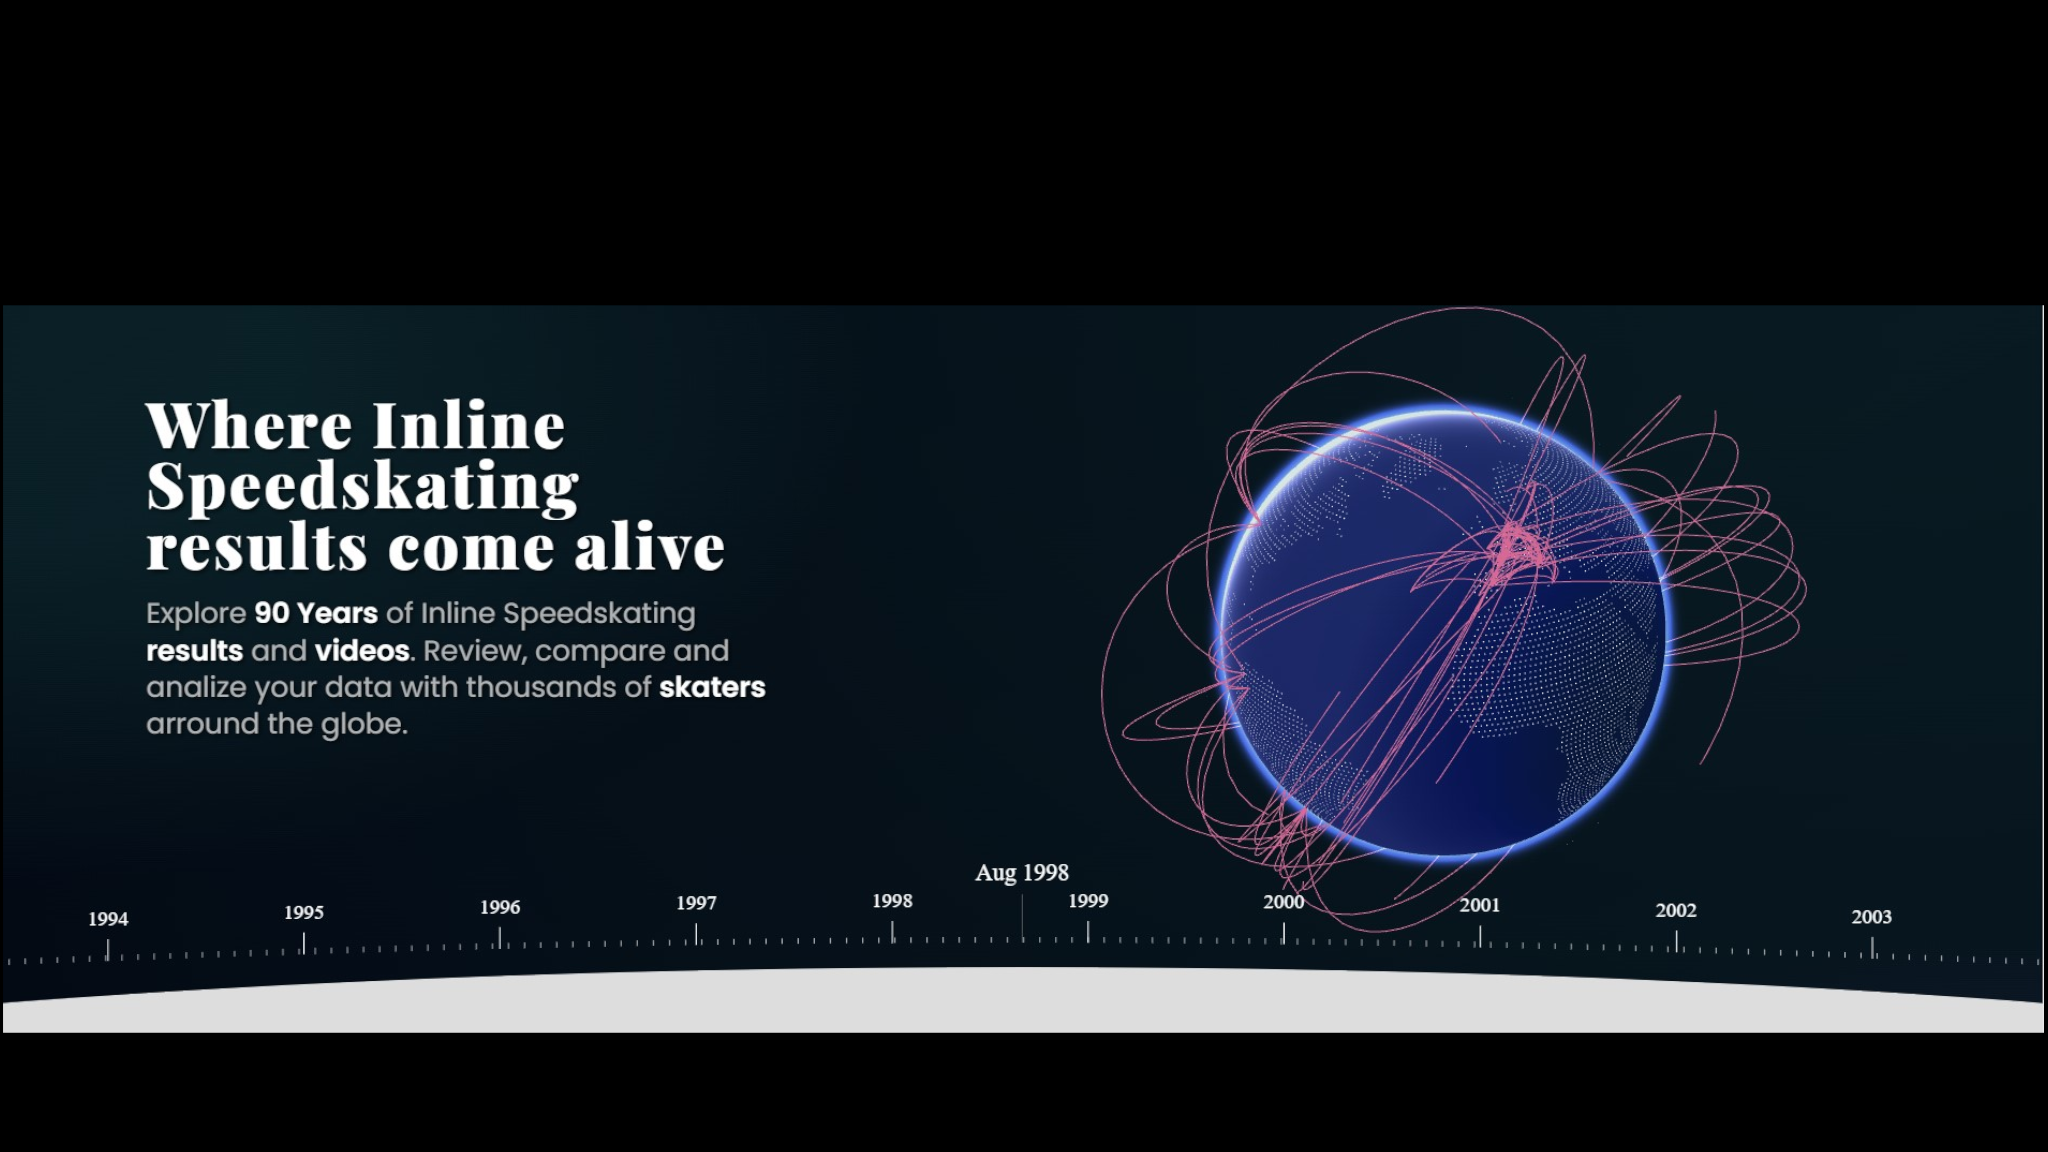 Where Inline
Speedskating
results come alive
Explore 90 Years of Inline Speedskating
results and videos. Review, compare and
analize your data with thousands of skaters
arround the globe.
Aug 1998
1994 1995 1996 1997 1998 1999 2000 2001 2002 2003